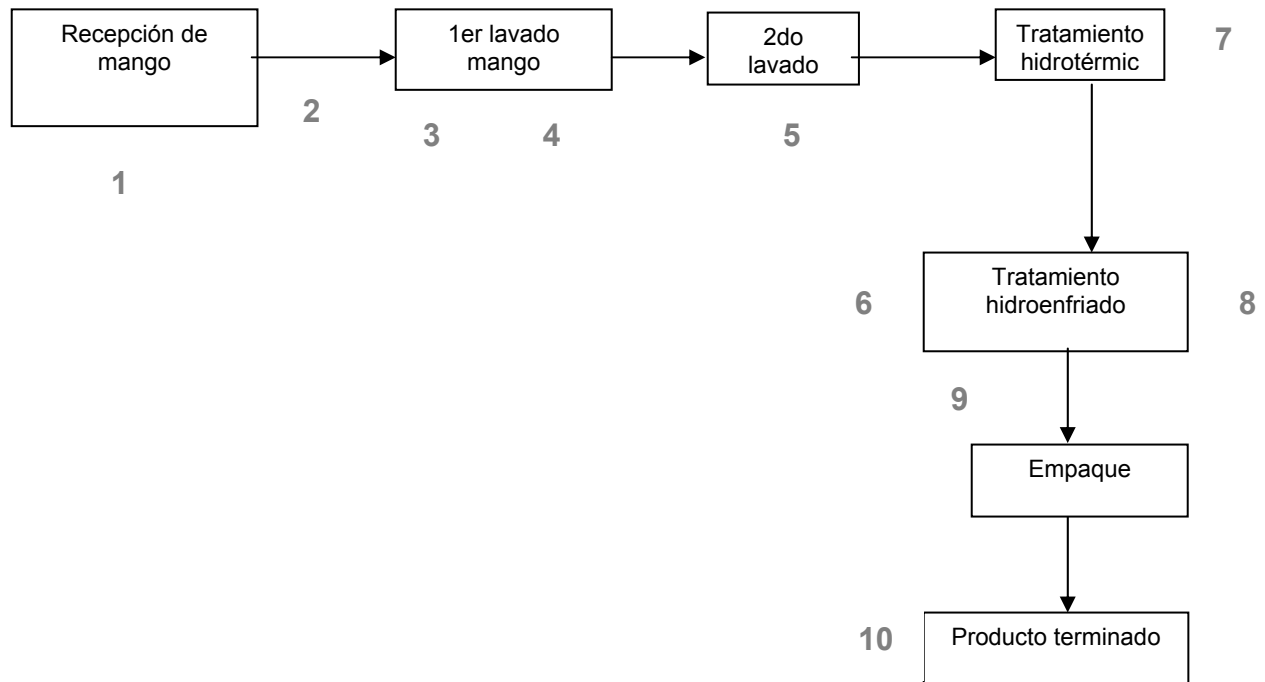 Recepción de
mango
1er lavado
mango
2do
lavado
Tratamiento
hidrotérmic
7
2
3
4
5
1
Tratamiento
hidroenfriado
6
8
9
Empaque
10
Producto terminado